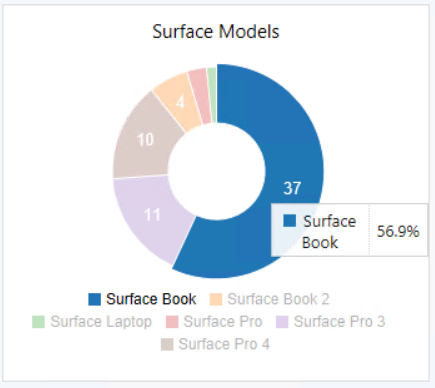 Surface Models
4
10
37
11
Surface
Book
56.9%
Surface Book
Surface Book 2
Surface Laptop
Surface Pro
Surface Pro 3
Surface Pro 4